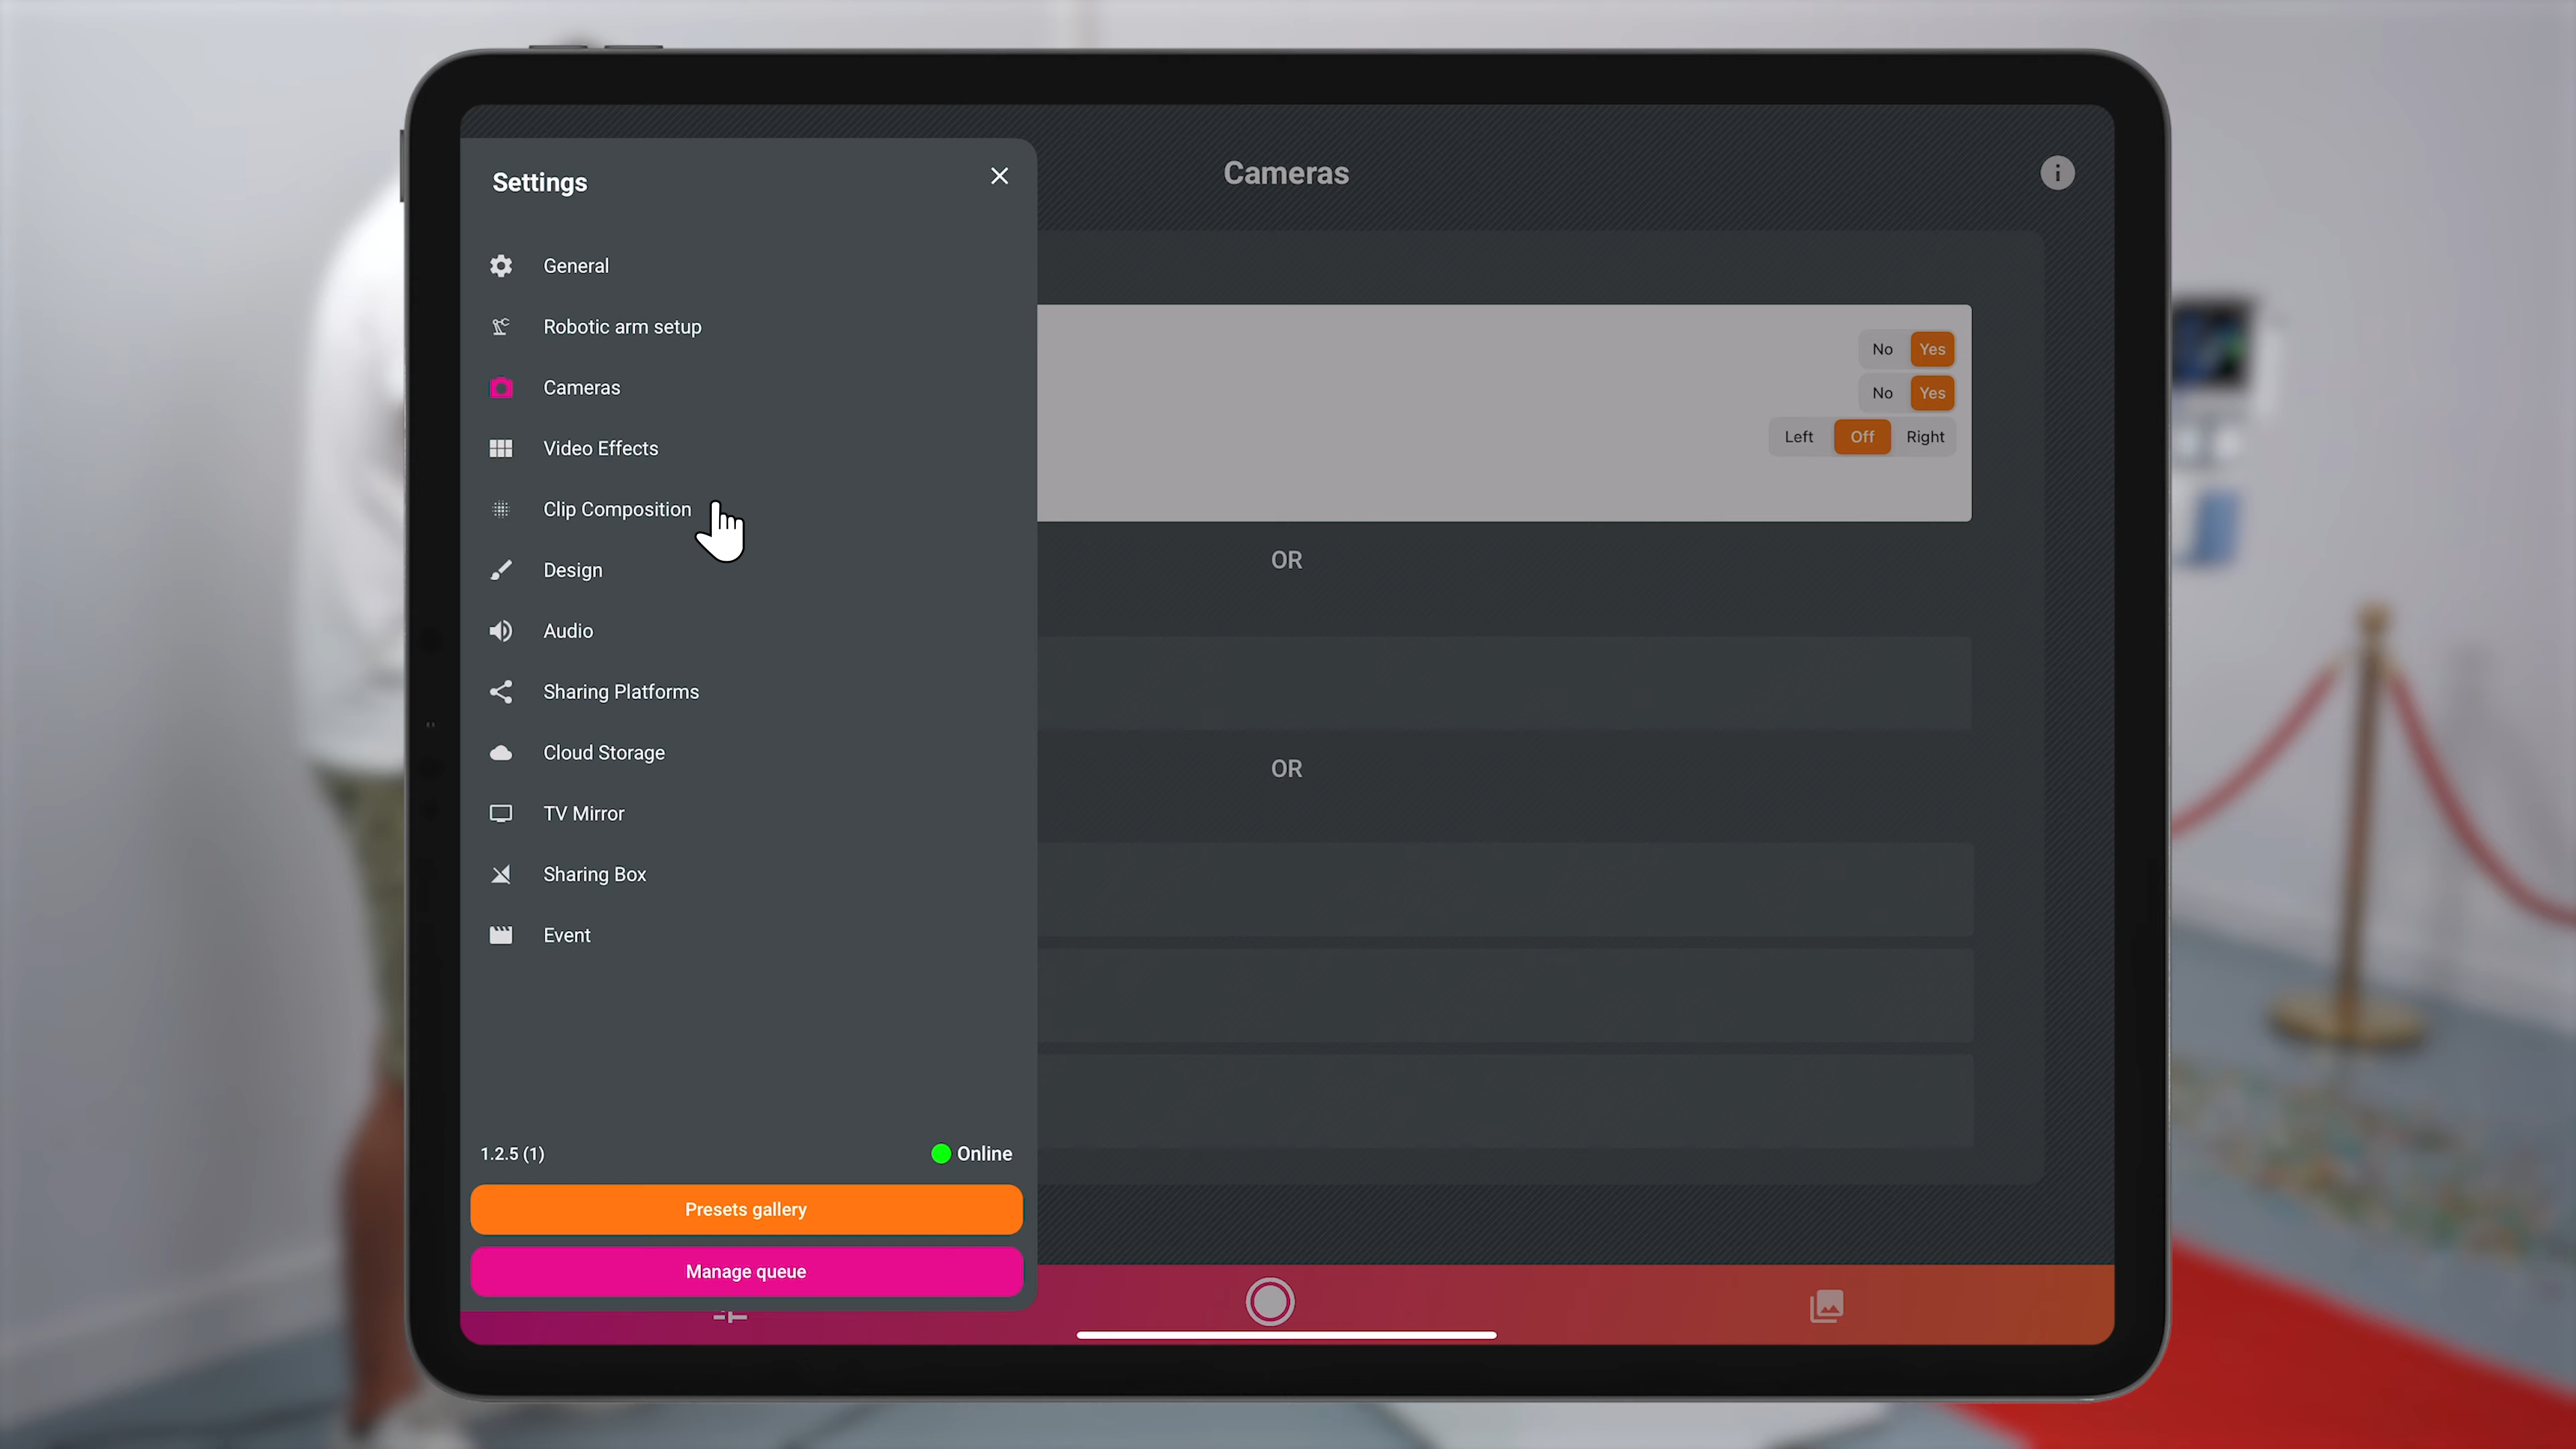 Settings
General
Robotic arm setup
Cameras
Video Effects
Clip Composition
Design
Audio
Sharing Platforms
Cloud Storage
TV Mirror
Sharing Box
Event
1.2.5 (1)
Online
Presets gallery
Manage queue
Cameras
No Yes
No Yes
Left Off Right
OR
OR